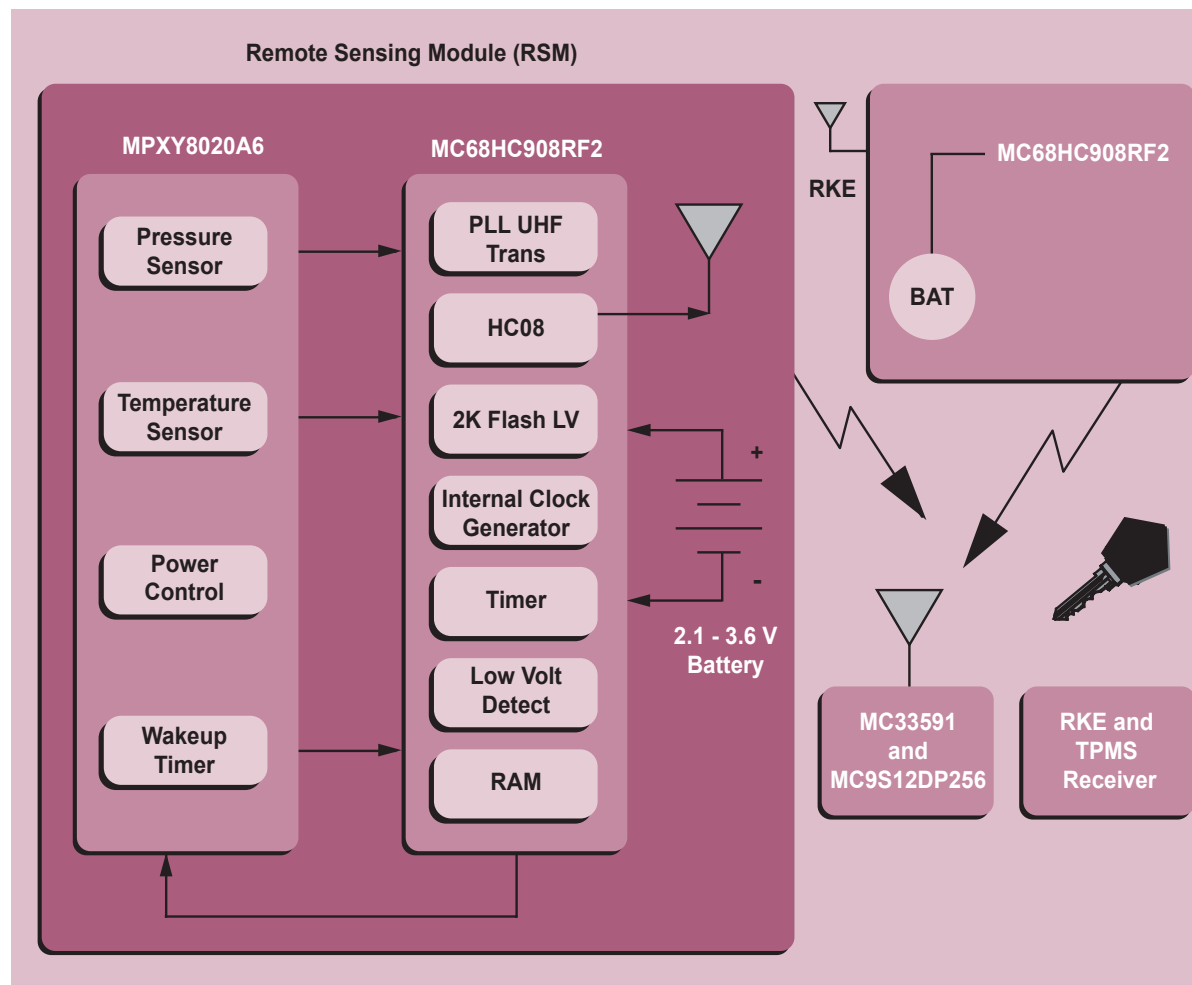 Remote Sensing Module (RSM)
MPXY8020A6
Pressure
Sensor
Temperature
Sensor
Power
Control
Wakeup
Timer
MC68HC908RF2
PLL UHF
Trans
HC08
2K Flash LV
Internal Clock
Generator
Timer
Low Volt
Detect
RAM
+
-
2.1 - 3.6 V
Battery
RKE
MC68HC908RF2
BAT
MC33591
and
MC9S12DP256
RKE and
TPMS
Receiver